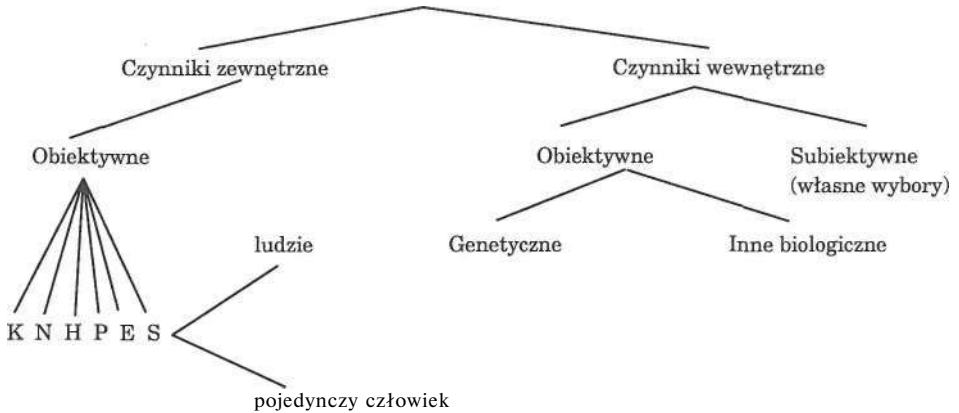 Czynniki zewnętrzne
Czynniki wewnętrzne
Obiektywne
Obiektywne
Subiektywne
(własne wybory)
ludzie
Genetyczne
Inne biologiczne
K N H P E S
pojedynczy człowiek